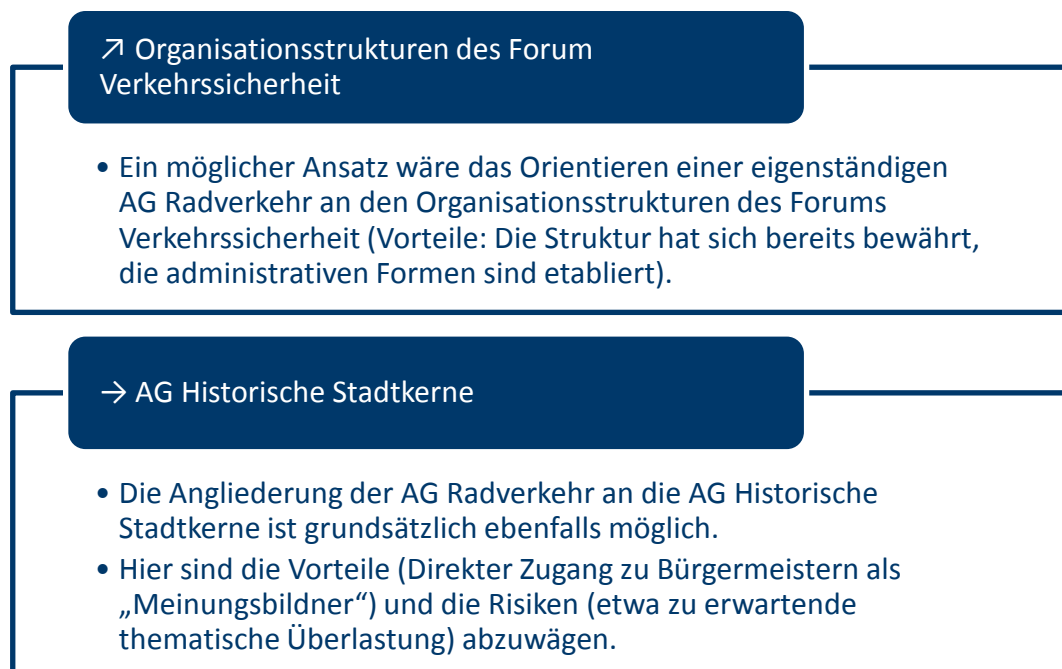 ↗ Organisationsstrukturen des Forum
Verkehrssicherheit
• Ein möglicher Ansatz wäre das Orientieren einer eigenständigen
AG Radverkehr an den Organisationsstrukturen des Forums
Verkehrssicherheit (Vorteile: Die Struktur hat sich bereits bewährt,
die administrativen Formen sind etabliert).
→ AG Historische Stadtkerne
• Die Angliederung der AG Radverkehr an die AG Historische
Stadtkerne ist grundsätzlich ebenfalls möglich.
• Hier sind die Vorteile (Direkter Zugang zu Bürgermeistern als
„Meinungsbildner“) und die Risiken (etwa zu erwartende
thematische Überlastung) abzuwägen.